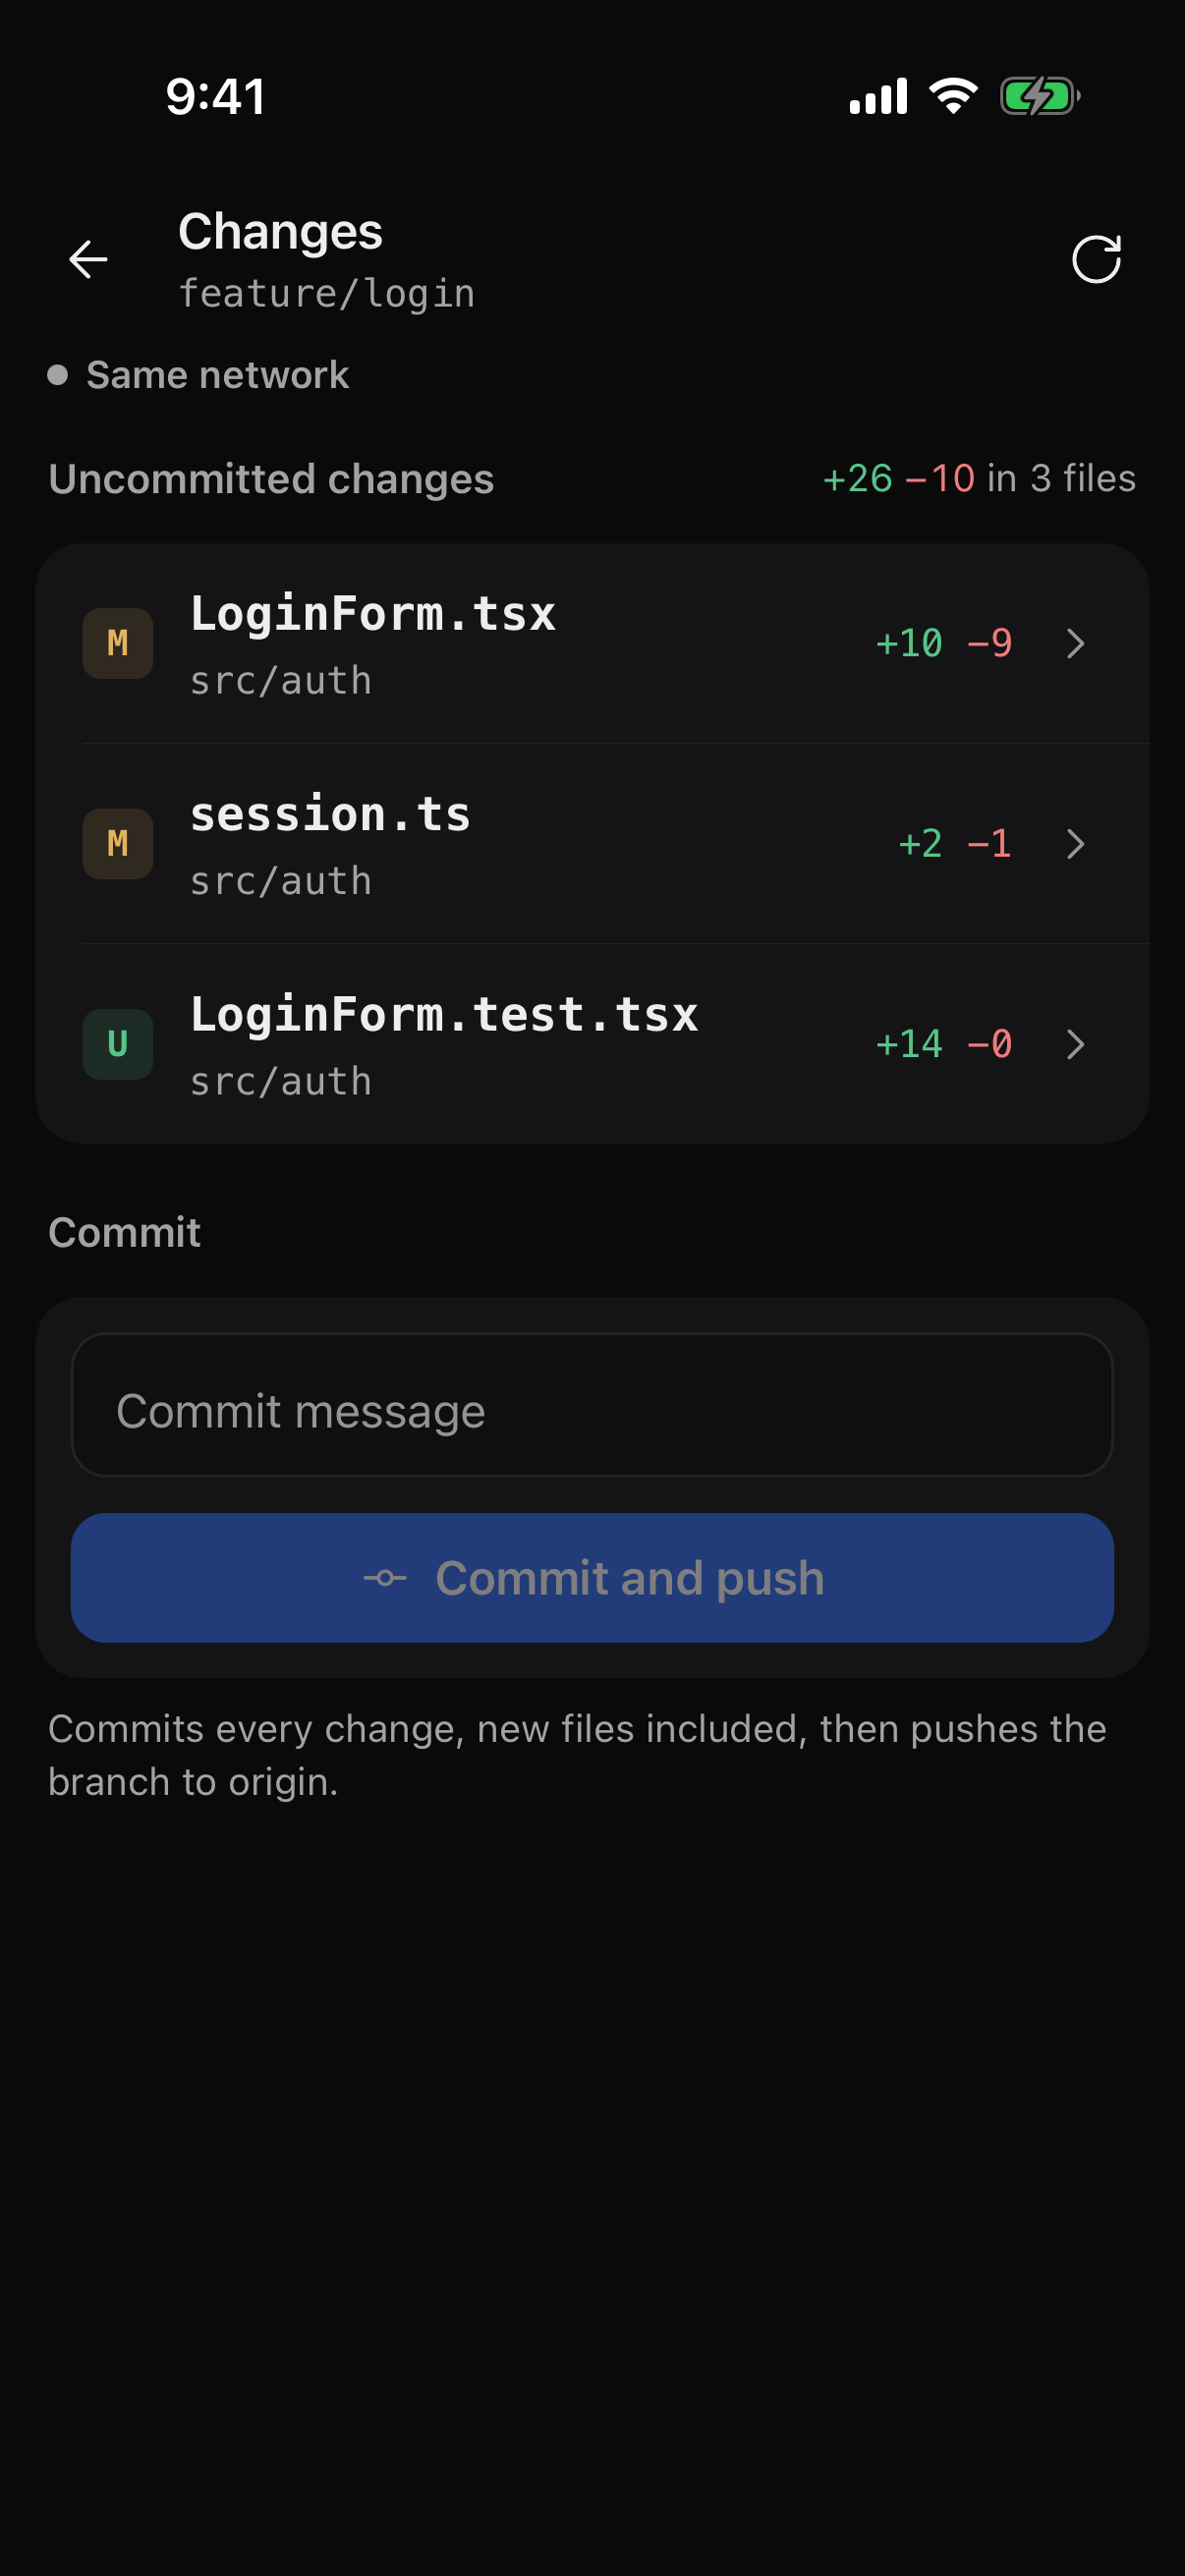 9:41
Changes
feature/login
Same network
Uncommitted changes +26 −10 in 3 files
M LoginForm.tsx +10 −9
src/auth
M session.ts +2 −1
src/auth
U LoginForm.test.tsx +14 −0
src/auth
Commit
Commit message
Commit and push
Commits every change, new files included, then pushes the
branch to origin.